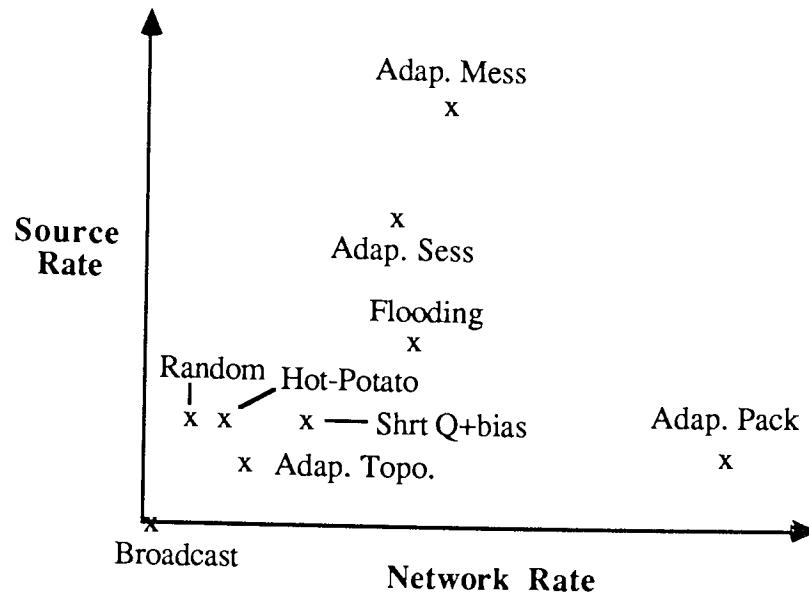 Adap. Mess
x
x
Source
Rate
Adap. Sess
Flooding
x
Random
Hot-Potato
x
x
x
Shrt Q+bias
Adap. Pack
x
Adap. Topo.
x
x
Broadcast
Network Rate